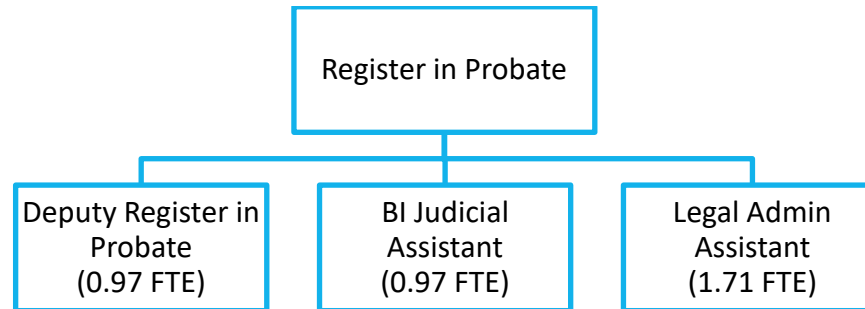 Register in Probate
Deputy Register in
Probate
(0.97 FTE)
BI Judicial
Assistant
(0.97 FTE)
Legal Admin
Assistant
(1.71 FTE)